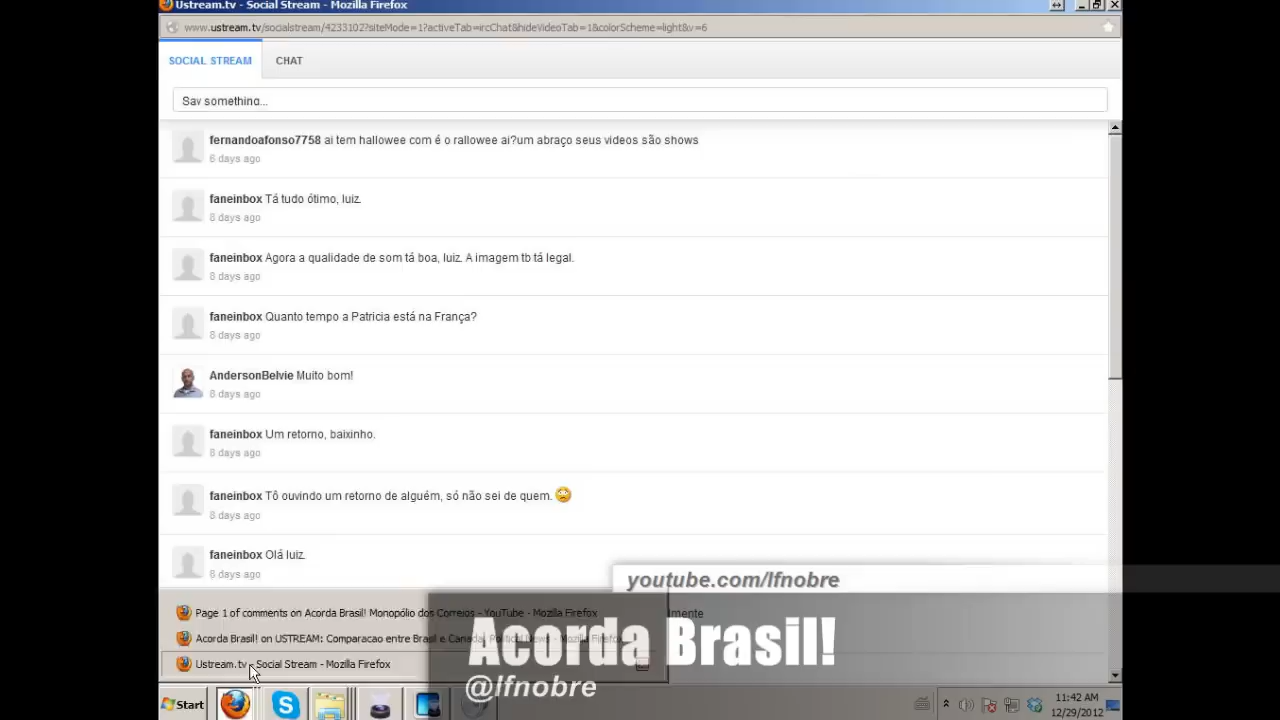 Ustream.tv - Social Stream - Mozilla Firefox
www.ustream.tv/socialstream/4233102?siteMode=1?activeTab=ircChat&hideVideoTab=1&colorScheme=light&v=6
SOCIAL STREAM CHAT
Say something...
fernandoafonso7758 ai tem hallowee com é o rallowee ai?um abraço seus videos são shows
6 days ago
faneinbox Tá tudo ótimo, luiz.
8 days ago
faneinbox Agora a qualidade de som tá boa, luiz. A imagem tb tá legal.
8 days ago
faneinbox Quanto tempo a Patricia está na França?
8 days ago
AndersonBelvie Muito bom!
8 days ago
faneinbox Um retorno, baixinho.
8 days ago
faneinbox Tô ouvindo um retorno de alguém, só não sei de quem.
8 days ago
faneinbox Olá luiz.
8 days ago
youtube.com/lfnobre
Page 1 of comments on Acorda Brasil! Monopólio dos Correios - YouTube - Mozilla Firefox
mente
Acorda Brasil! on USTREAM: Comparacao entre Brasil e Canada, Political News - Mozilla Firefox
Ustream.tv - Social Stream - Mozilla Firefox
Acorda Brasil!
@lfnobre
Start
11:42 AM
12/29/2012